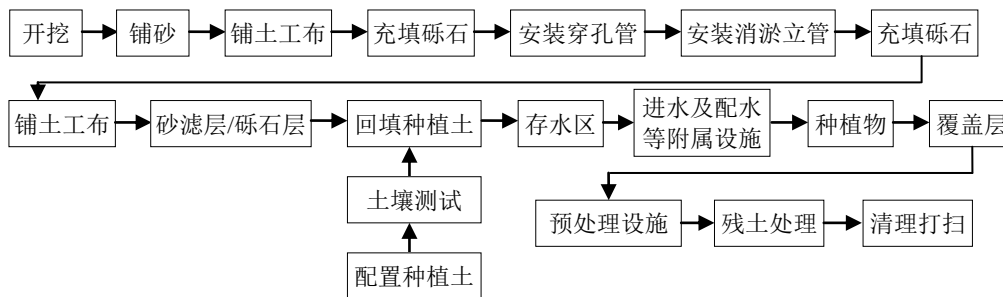 开挖
铺砂
铺土工布
充填砾石
安装穿孔管
安装消淤立管
充填砾石
铺土工布
砂滤层/砾石层
回填种植土
存水区
进水及配水
等附属设施
种植物
覆盖层
土壤测试
配置种植土
预处理设施
残土处理
清理打扫